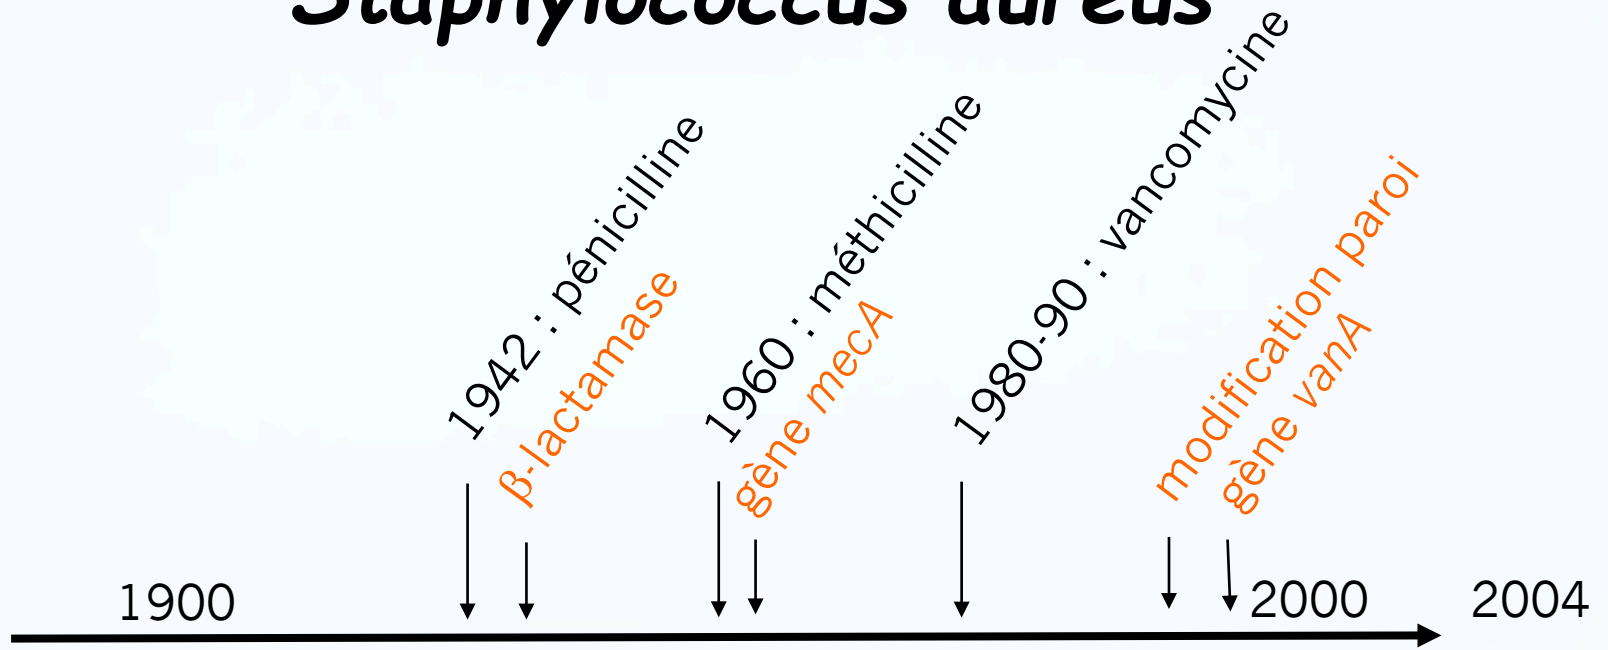 Staphylococcus aureus
1942 : pénicilline
β-lactamase
1960 : méthicilline
gène mecA
1980-90 : vancomycine
modification paroi
gène vanA
1900
2000
2004